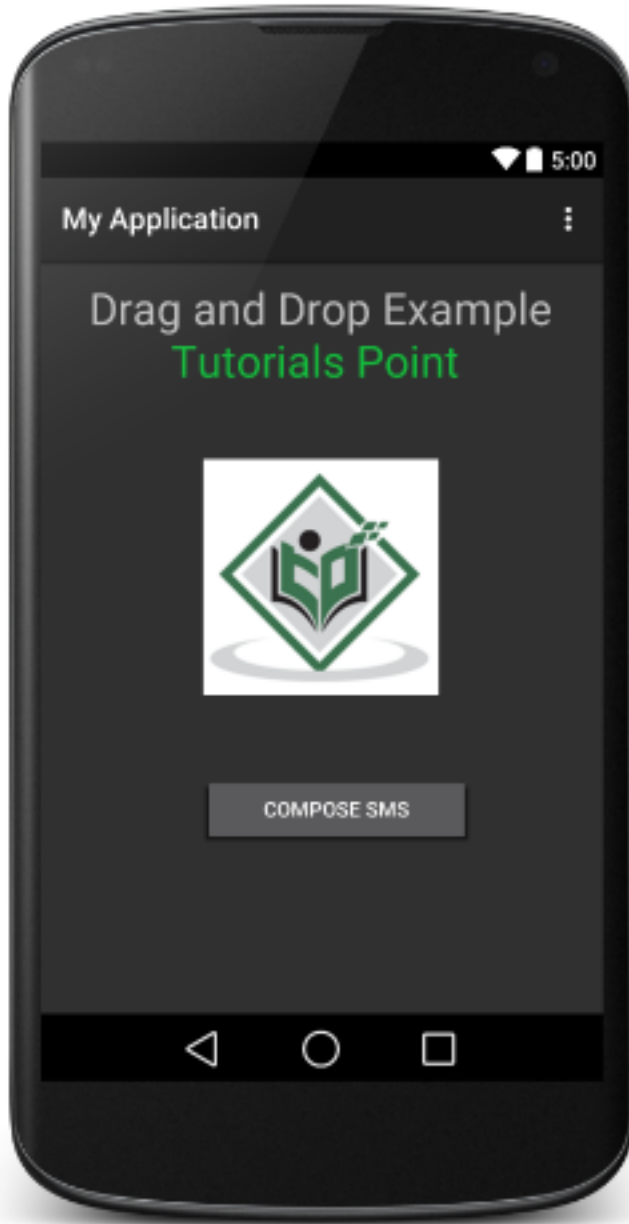 5:00
My Application
Drag and Drop Example
Tutorials Point
COMPOSE SMS